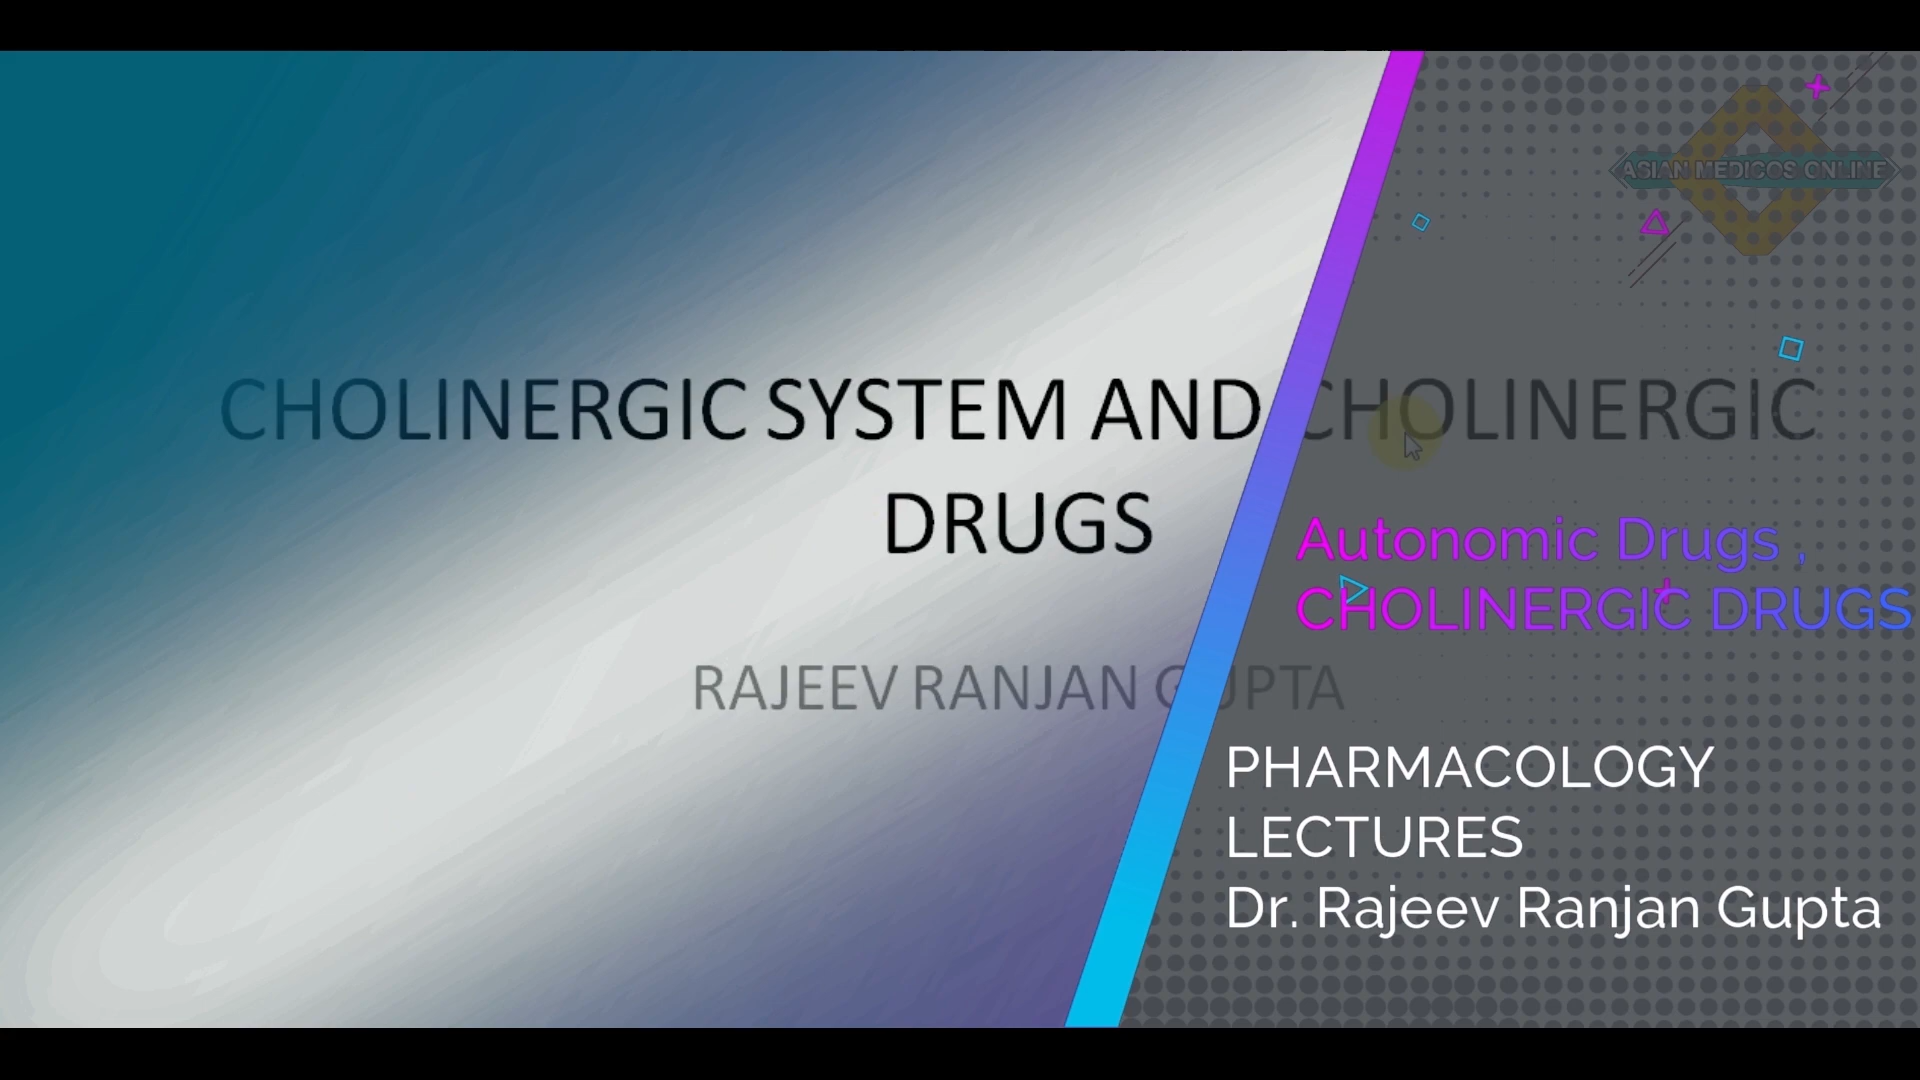 ASIAN MEDICOS ONLINE
CHOLINERGIC SYSTEM AND CHOLINERGIC
DRUGS
RAJEEV RANJAN GUPTA
Autonomic Drugs ,
CHOLINERGIC DRUGS
PHARMACOLOGY
LECTURES
Dr. Rajeev Ranjan Gupta